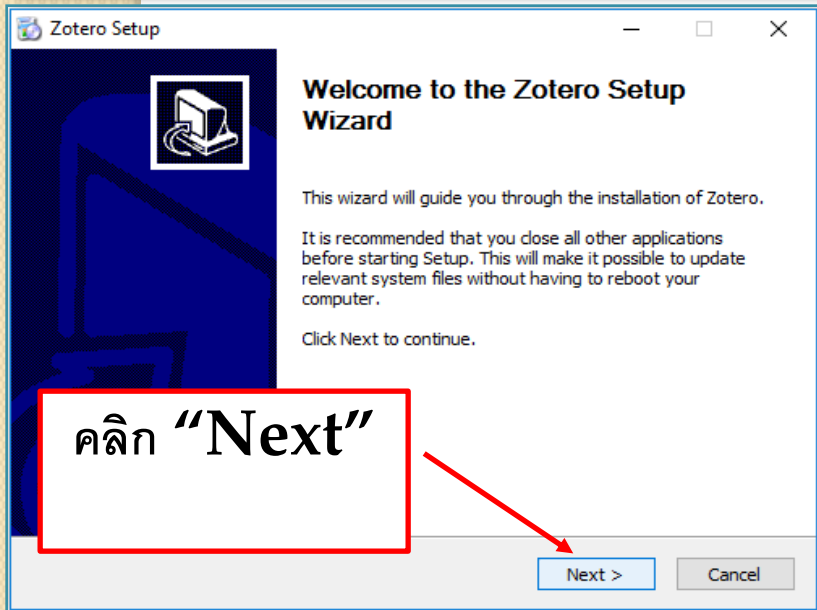 Zotero Setup
Welcome to the Zotero Setup
Wizard
This wizard will guide you through the installation of Zotero.
It is recommended that you close all other applications
before starting Setup. This will make it possible to update
relevant system files without having to reboot your
computer.
Click Next to continue.
คลิก “Next”
Next >
Cancel